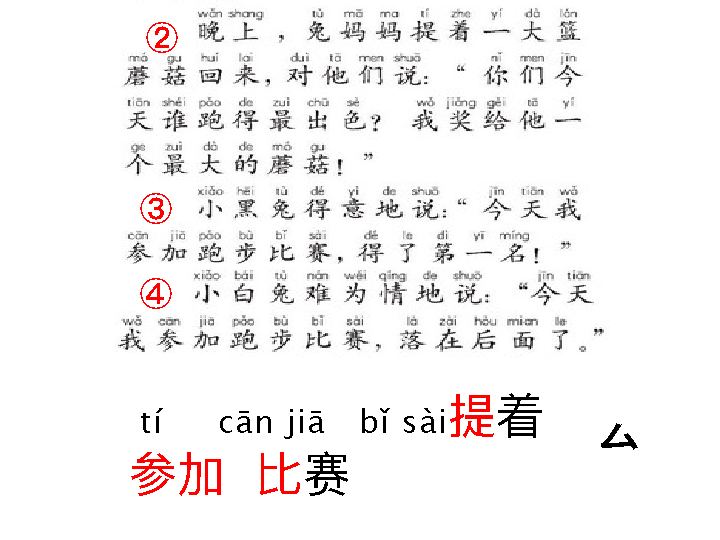 wǎn shang tù mā ma tí zhe yí dà lán
② 晚上，兔妈妈提着一大篮
mó gu huí lai duì tā men shuō nǐ men jīn
蘑菇回来，对他们说：“你们今
tiān shéi pǎo de zuì chū sè wǒ jiǎng gěi tā yí
天谁跑得最出色？我奖给他一
ge zuì dà de mó gu
个最大的蘑菇！”
xiǎo hēi tù dé yì de shuō jīn tiān wǒ
③ 小黑兔得意地说：“今天我
cān jiā pǎo bù bǐ sài dé le dì yī míng
参加跑步比赛，得了第一名！”
xiǎo bái tù nán wéi qíng de shuō jīn tiān
④ 小白兔难为情地说：“今天
wǒ cān jiā pǎo bù bǐ sài là zài hòu mian le
我参加跑步比赛，落在后面了。”
tí cān jiā bǐ sài提着
厶
参加 比赛